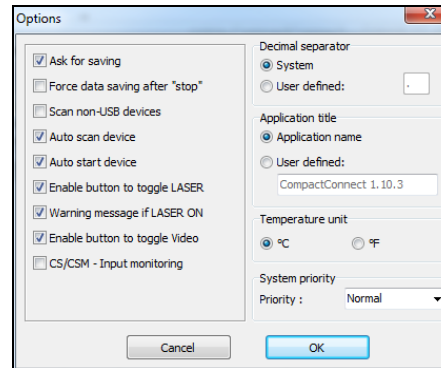 Options
Ask for saving
Force data saving after "stop"
Scan non-USB devices
Auto scan device
Auto start device
Enable button to toggle LASER
Warning message if LASER ON
Enable button to toggle Video
CS/CSM - Input monitoring
Decimal separator
System
User defined: .
Application title
Application name
User defined:
CompactConnect 1.10.3
Temperature unit
°C °F
System priority
Priority : Normal
Cancel OK